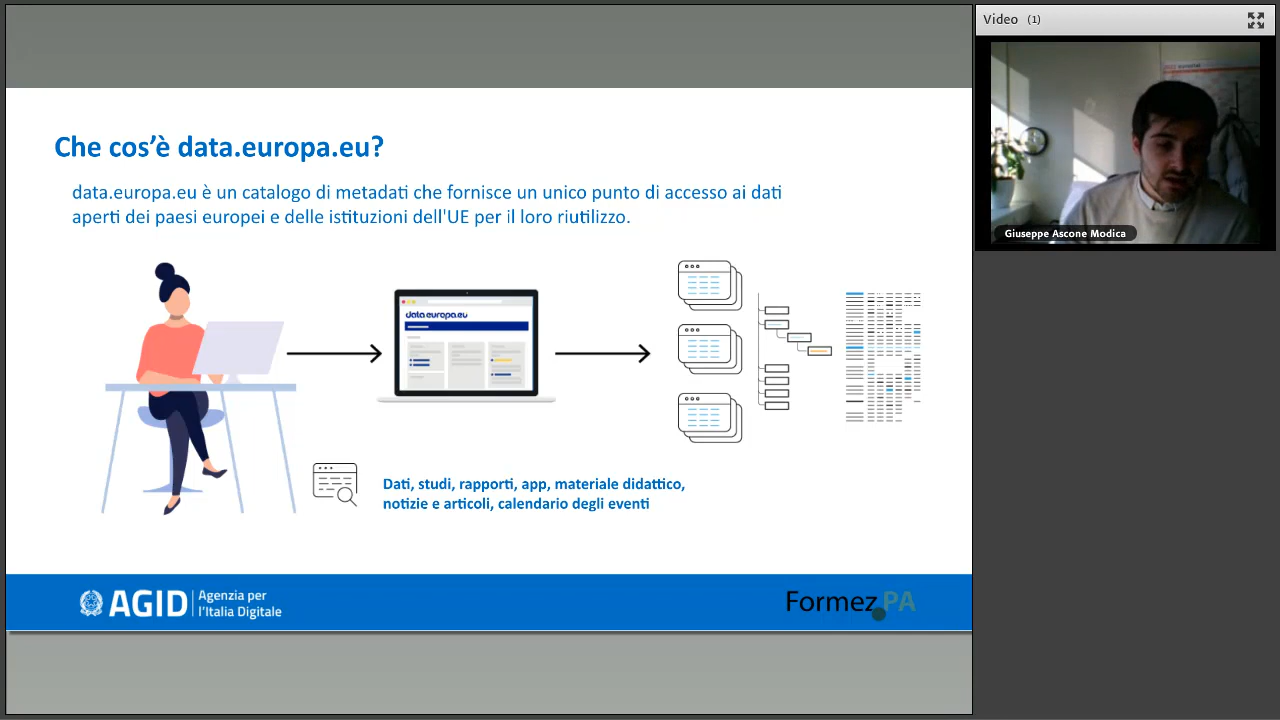 Video (1)
Giuseppe Ascone Modica
Che cos'è data.europa.eu?
data.europa.eu è un catalogo di metadati che fornisce un unico punto di accesso ai dati
aperti dei paesi europei e delle istituzioni dell'UE per il loro riutilizzo.
data.europa.eu
Dati, studi, rapporti, app, materiale didattico,
notizie e articoli, calendario degli eventi
AGID Agenzia per
l'Italia Digitale
Formez PA